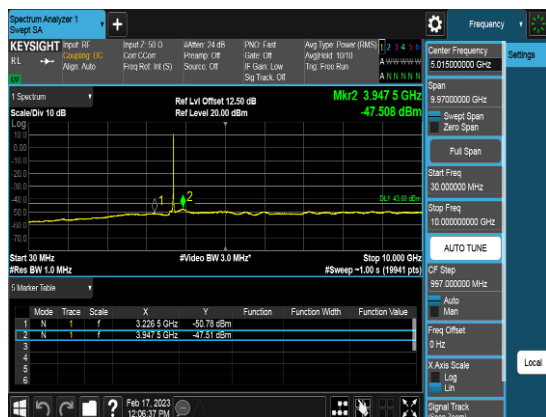 Spectrum Analyzer 1
Swept SA
Frequency
KEYSIGHT
RL
Input: RF
Coupling: DC
Align: Auto
Input Z: 50 Ω
Corr CCorr
Freq Ref: Int (S)
#Atten: 24 dB
Preamp: Off
Source: Off
PNO: Fast
Gate: Off
IF Gain: Low
Sig Track: Off
Avg Type: Power (RMS)
Avg|Hold: 10/10
Trig: Free Run
1 2 3 4 5 6
A W W W W W
A N N N N N
1 Spectrum
Scale/Div 10 dB
Ref Lvl Offset 12.50 dB
Ref Level 20.00 dBm
Mkr2 3.947 5 GHz
-47.508 dBm
Log
10.0
0.00
-10.0
-20.0
-30.0
-40.0
-50.0
-60.0
-70.0
1
2
Start 30 MHz
#Res BW 1.0 MHz
#Video BW 3.0 MHz*
Stop 10.000 GHz
#Sweep ~1.00 s (19941 pts)
5 Marker Table
Mode Trace Scale X Y Function Function Width Function Value
1 N 1 f 3.226 5 GHz -50.78 dBm
2 N 1 f 3.947 5 GHz -47.51 dBm
3
4
5
6
Feb 17, 2023
12:06:37 PM
Center Frequency
5.015000000 GHz
Span
9.97000000 GHz
Swept Span
Zero Span
Full Span
Start Freq
30.000000 MHz
Stop Freq
10.000000000 GHz
AUTO TUNE
CF Step
997.000000 MHz
Auto
Man
Freq Offset
0 Hz
X Axis Scale
Log
Lin
Signal Track
Settings
Local